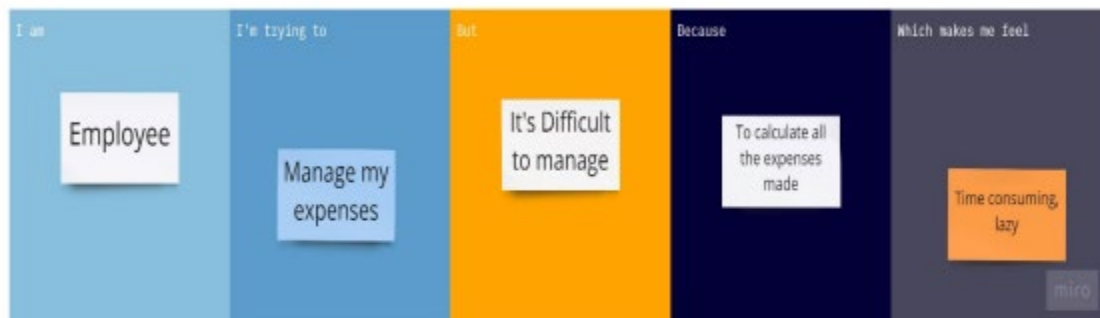 I am
Employee
I'm trying to
Manage my
expenses
But
It's Difficult
to manage
Because
To calculate all
the expenses
made
Which makes me feel
Time consuming,
lazy
miro